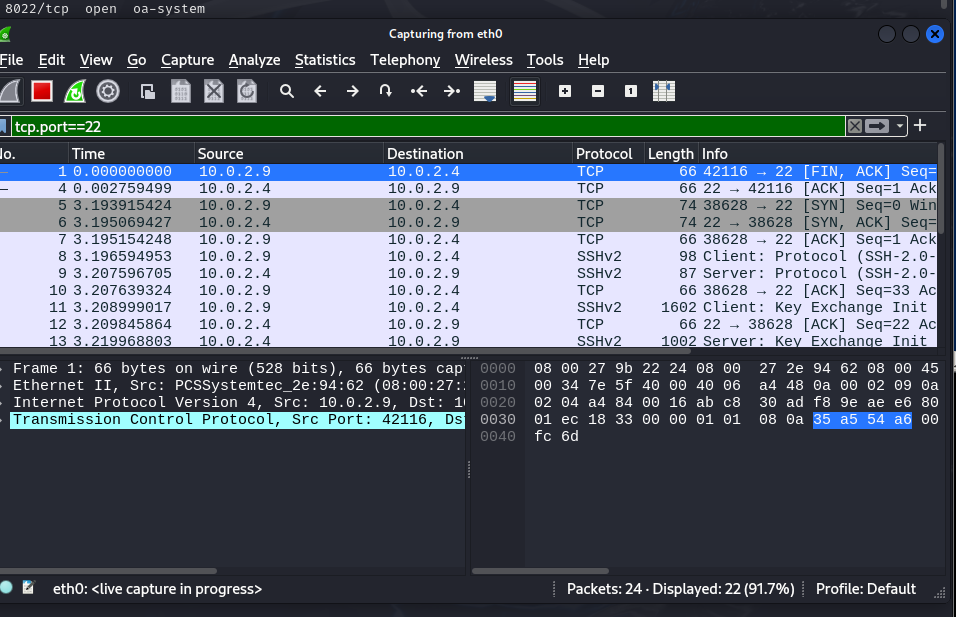 8022/tcp open oa-system
Capturing from eth0
File Edit View Go Capture Analyze Statistics Telephony Wireless Tools Help
tcp.port==22
No. Time Source Destination Protocol Length Info
1 0.000000000 10.0.2.9 10.0.2.4 TCP 66 42116 → 22 [FIN, ACK] Seq=
4 0.002759499 10.0.2.4 10.0.2.9 TCP 66 22 → 42116 [ACK] Seq=1 Ack
5 3.193915424 10.0.2.9 10.0.2.4 TCP 74 38628 → 22 [SYN] Seq=0 Win
6 3.195069427 10.0.2.4 10.0.2.9 TCP 74 22 → 38628 [SYN, ACK] Seq=
7 3.195154248 10.0.2.9 10.0.2.4 TCP 66 38628 → 22 [ACK] Seq=1 Ack
8 3.196594953 10.0.2.9 10.0.2.4 SSHv2 98 Client: Protocol (SSH-2.0-
9 3.207596705 10.0.2.4 10.0.2.9 SSHv2 87 Server: Protocol (SSH-2.0-
10 3.207639324 10.0.2.9 10.0.2.4 TCP 66 38628 → 22 [ACK] Seq=33 Ac
11 3.208999017 10.0.2.9 10.0.2.4 SSHv2 1602 Client: Key Exchange Init
12 3.209845864 10.0.2.4 10.0.2.9 TCP 66 22 → 38628 [ACK] Seq=22 Ac
13 3.219968803 10.0.2.4 10.0.2.9 SSHv2 1002 Server: Key Exchange Init
Frame 1: 66 bytes on wire (528 bits), 66 bytes cap
Ethernet II, Src: PCSSystemtec_2e:94:62 (08:00:27:
Internet Protocol Version 4, Src: 10.0.2.9, Dst: 10
Transmission Control Protocol, Src Port: 42116, Ds
0000 08 00 27 9b 22 24 08 00 27 2e 94 62 08 00 45
0010 00 34 7e 5f 40 00 40 06 a4 48 0a 00 02 09 0a
0020 02 04 a4 84 00 16 ab c8 30 ad f8 9e ae e6 80
0030 01 ec 18 33 00 00 01 01 08 0a 35 a5 54 a6 00
0040 fc 6d
eth0: <live capture in progress>
Packets: 24 · Displayed: 22 (91.7%)
Profile: Default